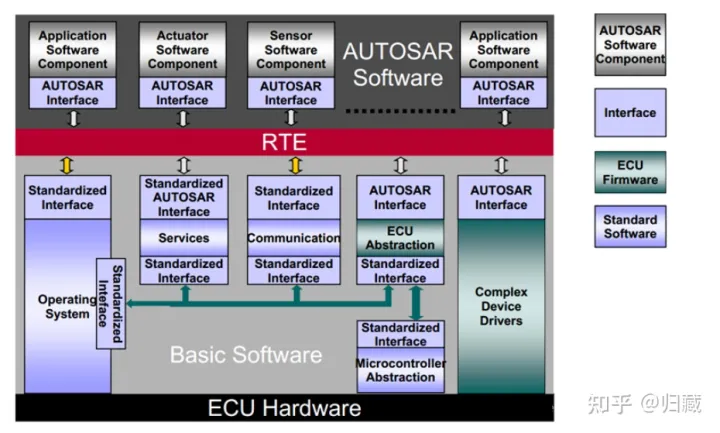 Application
Software
Component
AUTOSAR
Interface
Actuator
Software
Component
AUTOSAR
Interface
Sensor
Software
Component
AUTOSAR
Interface
AUTOSAR
Software
Application
Software
Component
AUTOSAR
Interface
RTE
Standardized
Interface
Operating
System
Standardized
Inteface
Standardized
AUTOSAR
Interface
Services
Standardized
Interface
Standardized
Interface
Communication
Standardized
Interface
AUTOSAR
Interface
ECU
Abstraction
Standardized
Interface
Standardized
Interface
Microcontroller
Abstraction
AUTOSAR
Interface
Complex
Device
Drivers
Basic Software
ECU Hardware
AUTOSAR
Software
Component
Interface
ECU
Firmware
Standard
Software
知乎 @归藏